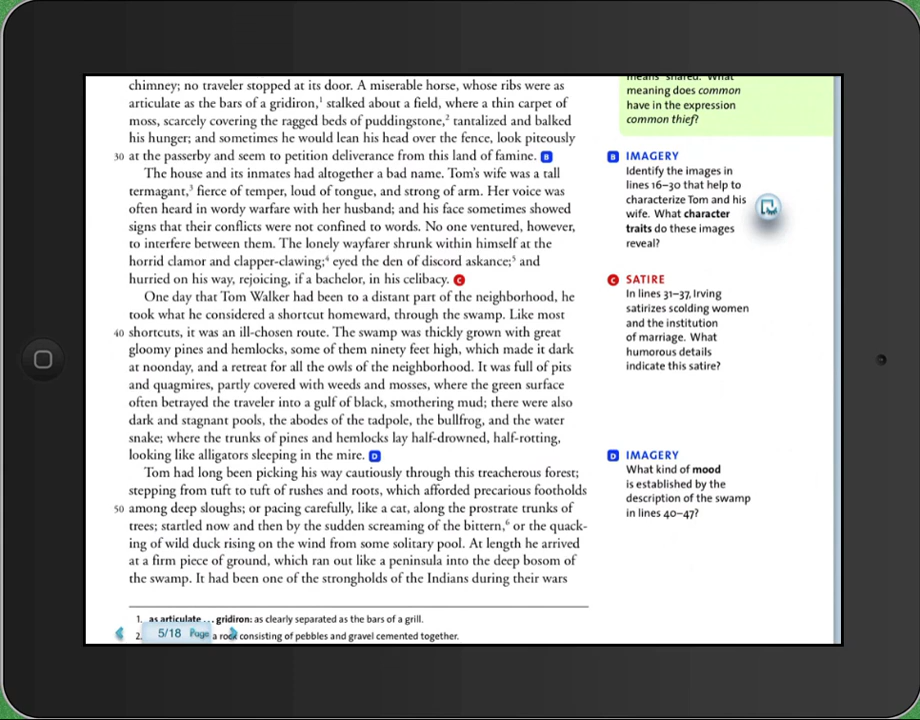 chimney; no traveler stopped at its door. A miserable horse, whose ribs were as
articulate as the bars of a gridiron,1 stalked about a field, where a thin carpet of
moss, scarcely covering the ragged beds of puddingstone,2 tantalized and balked
his hunger; and sometimes he would lean his head over the fence, look piteously
30 at the passerby and seem to petition deliverance from this land of famine. B
The house and its inmates had altogether a bad name. Tom's wife was a tall
termagant,3 fierce of temper, loud of tongue, and strong of arm. Her voice was
often heard in wordy warfare with her husband; and his face sometimes showed
signs that their conflicts were not confined to words. No one ventured, however,
to interfere between them. The lonely wayfarer shrunk within himself at the
horrid clamor and clapper-clawing;4 eyed the den of discord askance;5 and
hurried on his way, rejoicing, if a bachelor, in his celibacy. C
One day that Tom Walker had been to a distant part of the neighborhood, he
took what he considered a shortcut homeward, through the swamp. Like most
40 shortcuts, it was an ill-chosen route. The swamp was thickly grown with great
gloomy pines and hemlocks, some of them ninety feet high, which made it dark
at noonday, and a retreat for all the owls of the neighborhood. It was full of pits
and quagmires, partly covered with weeds and mosses, where the green surface
often betrayed the traveler into a gulf of black, smothering mud; there were also
dark and stagnant pools, the abodes of the tadpole, the bullfrog, and the water
snake; where the trunks of pines and hemlocks lay half-drowned, half-rotting,
looking like alligators sleeping in the mire. D
Tom had long been picking his way cautiously through this treacherous forest;
stepping from tuft to tuft of rushes and roots, which afforded precarious footholds
50 among deep sloughs; or pacing carefully, like a cat, along the prostrate trunks of
trees; startled now and then by the sudden screaming of the bittern,6 or the quack-
ing of wild duck rising on the wind from some solitary pool. At length he arrived
at a firm piece of ground, which ran out like a peninsula into the deep bosom of
the swamp. It had been one of the strongholds of the Indians during their wars
1. as articulate . . . gridiron: as clearly separated as the bars of a grill.
2. a rock consisting of pebbles and gravel cemented together.
5/18 Page
means "shared." What
meaning does common
have in the expression
common thief?
B IMAGERY
Identify the images in
lines 16–30 that help to
characterize Tom and his
wife. What character
traits do these images
reveal?
C SATIRE
In lines 31–37, Irving
satirizes scolding women
and the institution
of marriage. What
humorous details
indicate this satire?
D IMAGERY
What kind of mood
is established by the
description of the swamp
in lines 40–47?